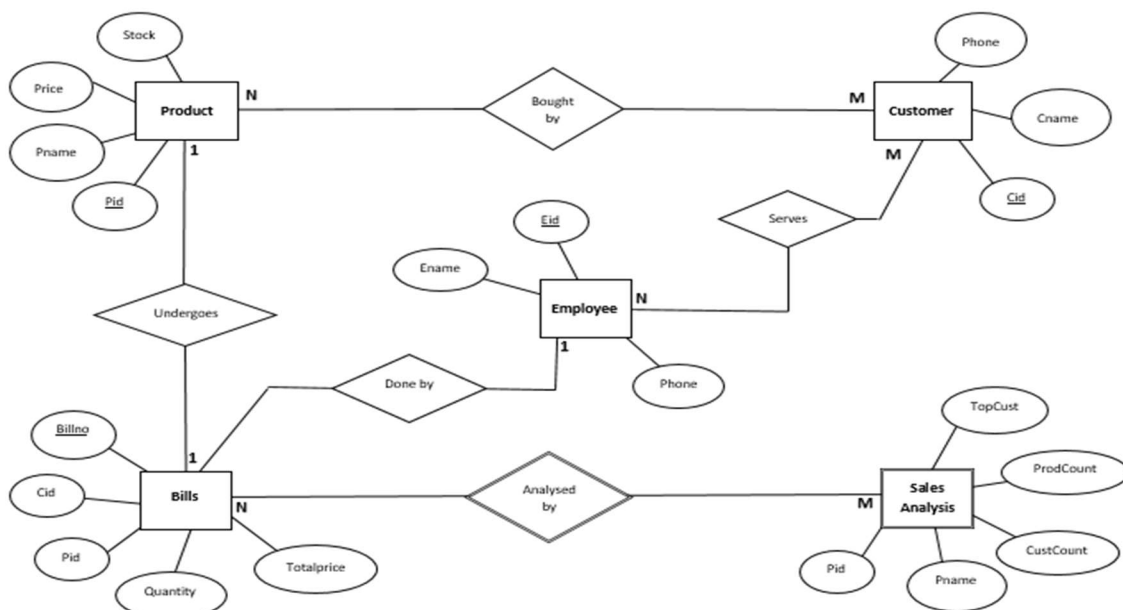 Stock
Phone
Price
Product
N
Bought
by
M
Customer
Cname
Pname
1
M
Pid
Cid
Eid
Serves
Ename
Employee
N
Undergoes
1
Done by
Phone
TopCust
Billno
1
ProdCount
Cid
Bills
N
Analysed
by
M
Sales
Analysis
Pid
CustCount
Quantity
Totalprice
Pid
Pname